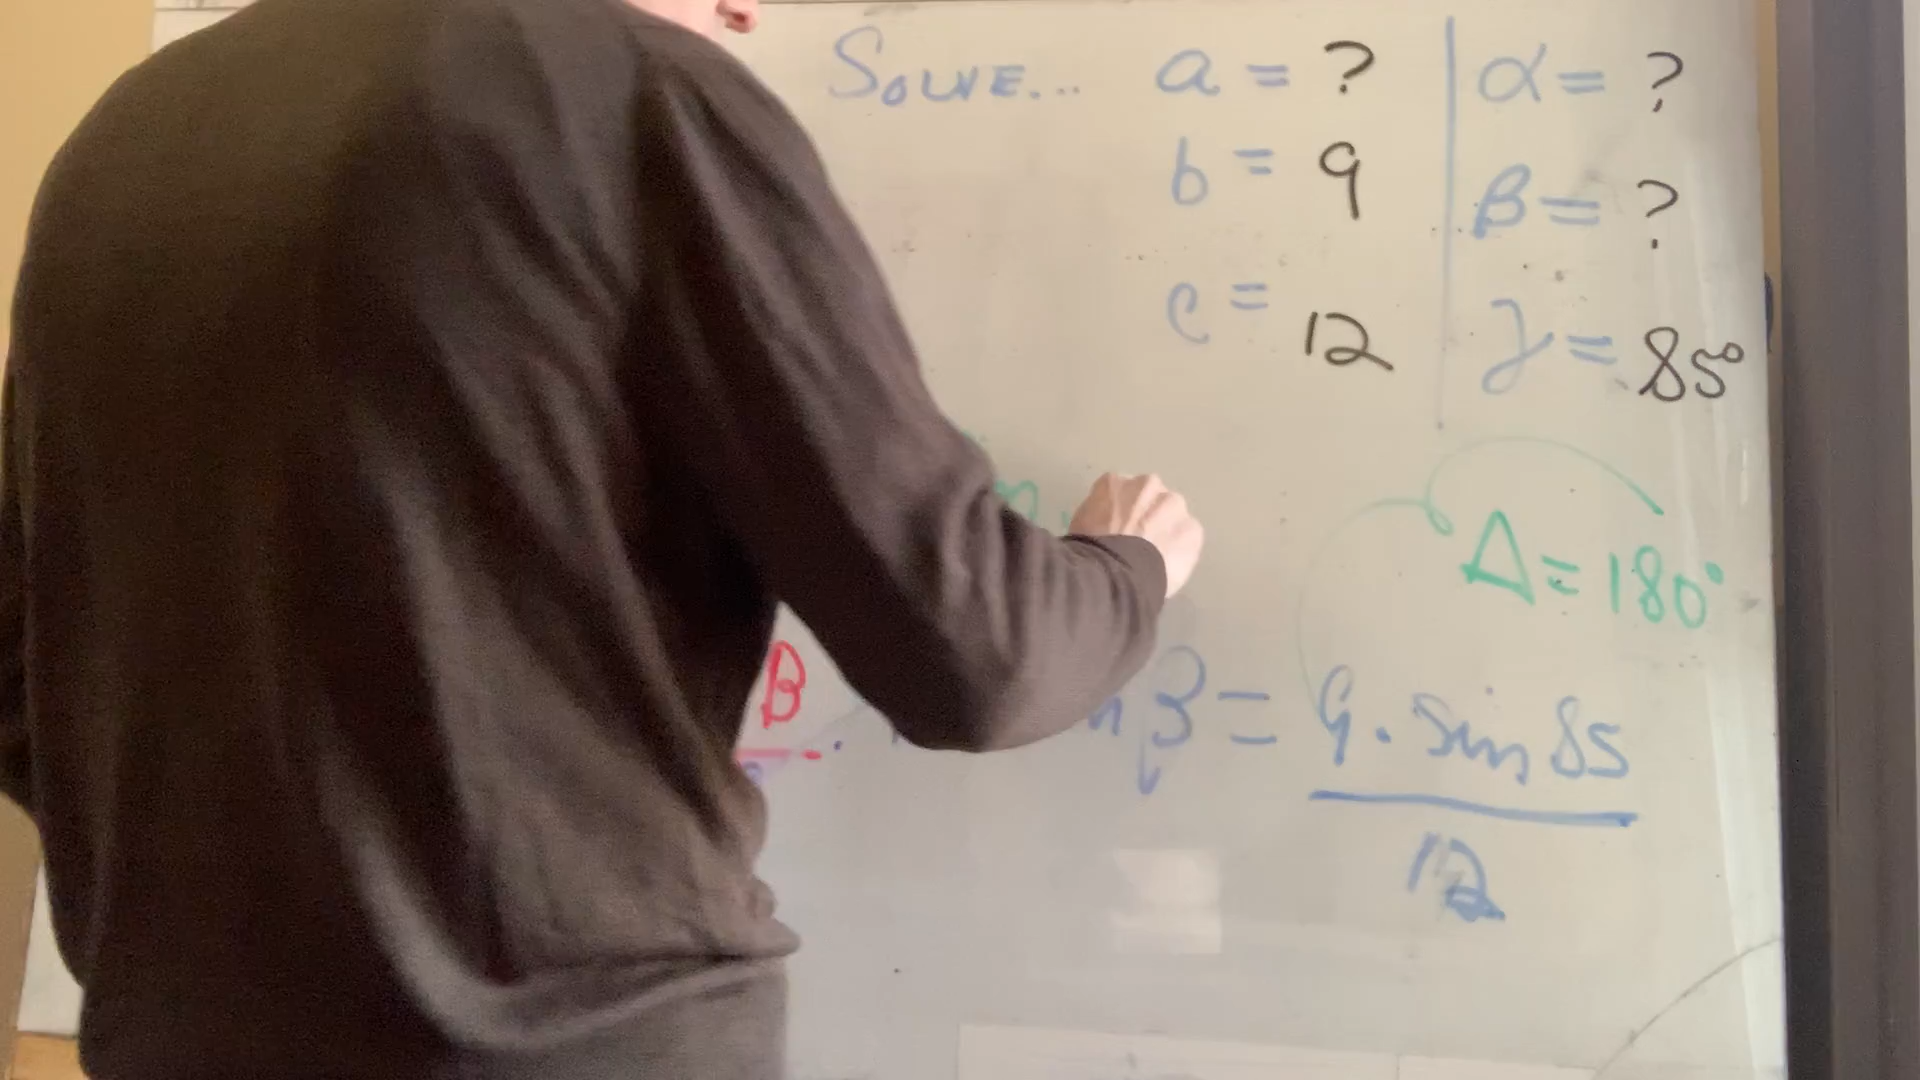 Solve... a = ? α = ?
b = 9 β = ?
c = 12 γ = 85°
Δ = 180°
B
β = 9 · sin 85
12